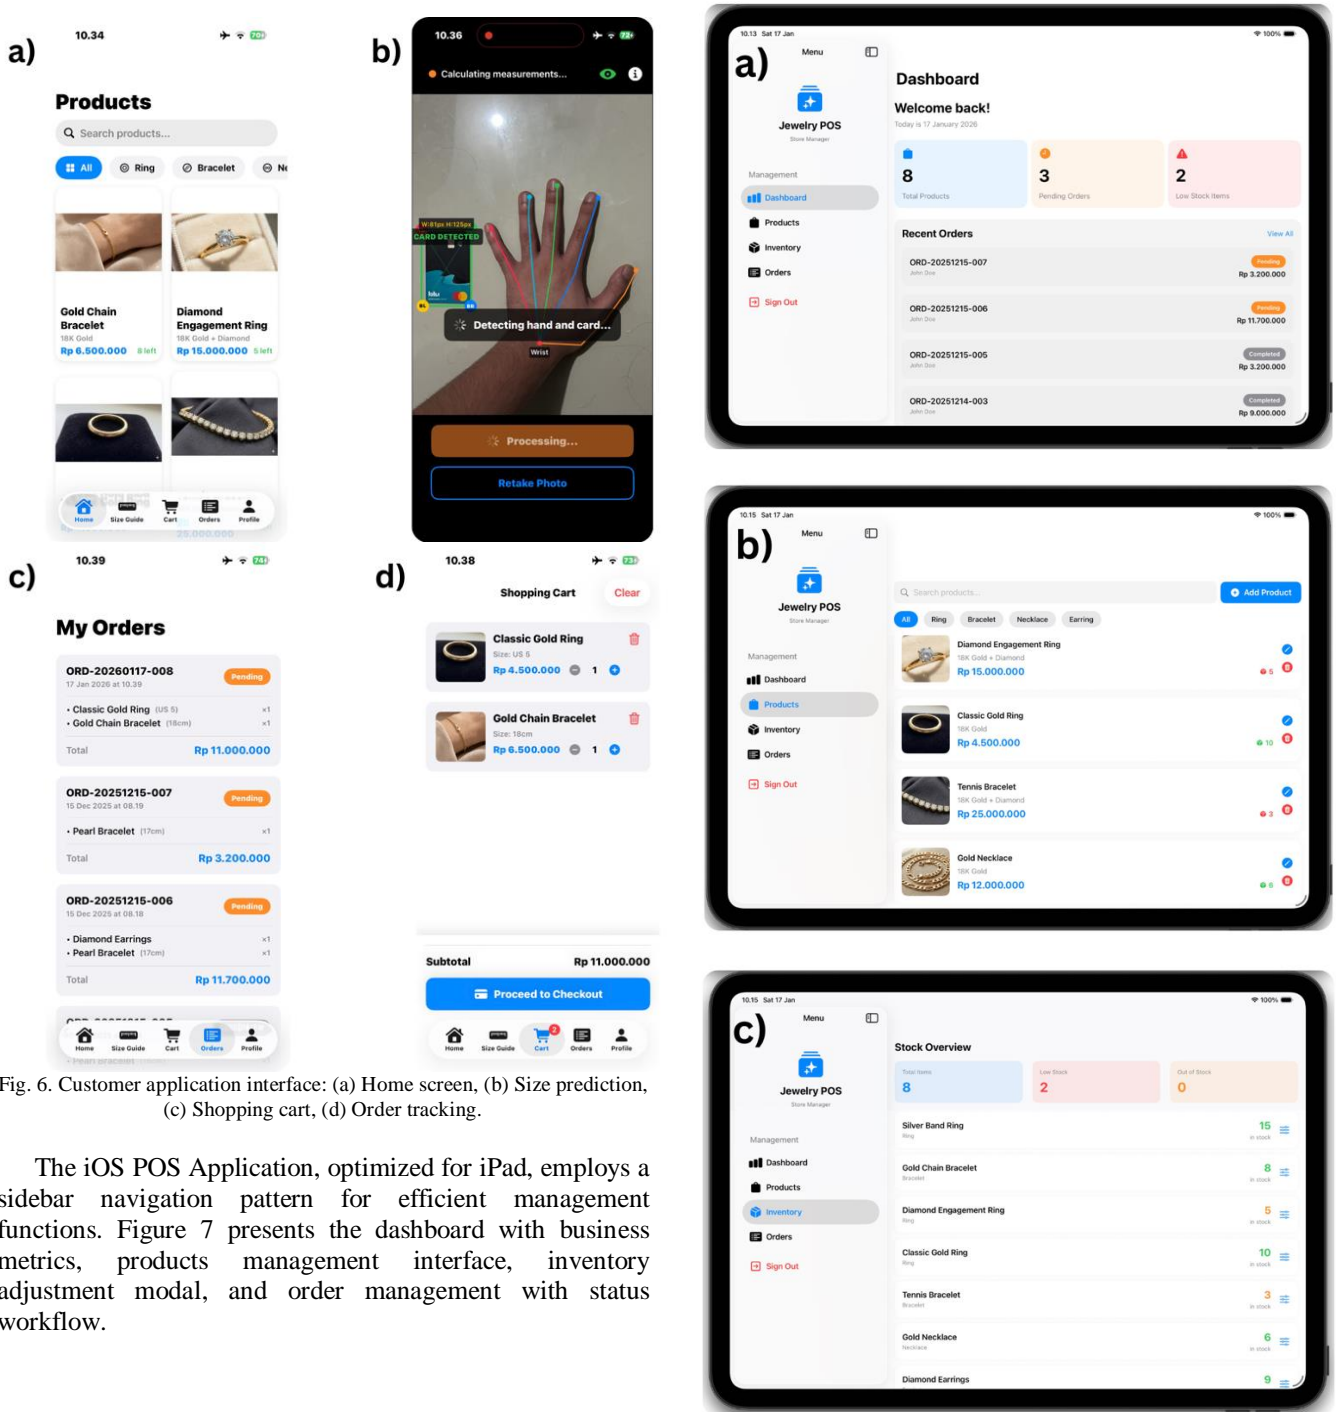 a)
10.34
70
Products
Search products...
All
Ring
Bracelet
Ne
Gold Chain
Bracelet
18K Gold
Rp 6.500.000
8 left
Diamond
Engagement Ring
18K Gold + Diamond
Rp 15.000.000
5 left
25.000.000
Home
Size Guide
Cart
Orders
Profile
b)
10.36
72
Calculating measurements...
W:81px H:125px
CARD DETECTED
blu
BL
BR
Detecting hand and card...
Wrist
Processing...
Retake Photo
c)
10.39
74
My Orders
ORD-20260117-008
Pending
17 Jan 2026 at 10.39
• Classic Gold Ring (US 5)
×1
• Gold Chain Bracelet (18cm)
×1
Total
Rp 11.000.000
ORD-20251215-007
Pending
15 Dec 2025 at 08.19
• Pearl Bracelet (17cm)
×1
Total
Rp 3.200.000
ORD-20251215-006
Pending
15 Dec 2025 at 08.18
• Diamond Earrings
×1
• Pearl Bracelet (17cm)
×1
Total
Rp 11.700.000
Home
Size Guide
Cart
Orders
Profile
d)
10.38
73
Shopping Cart
Clear
Classic Gold Ring
Size: US 5
Rp 4.500.000
1
Gold Chain Bracelet
Size: 18cm
Rp 6.500.000
1
Subtotal
Rp 11.000.000
Proceed to Checkout
2
Home
Size Guide
Cart
Orders
Profile
Fig. 6. Customer application interface: (a) Home screen, (b) Size prediction,
(c) Shopping cart, (d) Order tracking.
The iOS POS Application, optimized for iPad, employs a
sidebar navigation pattern for efficient management
functions. Figure 7 presents the dashboard with business
metrics, products management interface, inventory
adjustment modal, and order management with status
workflow.
10.13 Sat 17 Jan
100%
a)
Menu
Jewelry POS
Store Manager
Management
Dashboard
Products
Inventory
Orders
Sign Out
Dashboard
Welcome back!
Today is 17 January 2026
8
Total Products
3
Pending Orders
2
Low Stock Items
Recent Orders
View All
ORD-20251215-007
John Doe
Pending
Rp 3.200.000
ORD-20251215-006
John Doe
Pending
Rp 11.700.000
ORD-20251215-005
John Doe
Completed
Rp 3.200.000
ORD-20251214-003
John Doe
Completed
Rp 9.000.000
10.15 Sat 17 Jan
100%
b)
Menu
Jewelry POS
Store Manager
Management
Dashboard
Products
Inventory
Orders
Sign Out
Search products...
Add Product
All
Ring
Bracelet
Necklace
Earring
Diamond Engagement Ring
18K Gold + Diamond
Rp 15.000.000
5
Classic Gold Ring
18K Gold
Rp 4.500.000
10
Tennis Bracelet
18K Gold + Diamond
Rp 25.000.000
3
Gold Necklace
18K Gold
Rp 12.000.000
6
10.15 Sat 17 Jan
100%
c)
Menu
Jewelry POS
Store Manager
Management
Dashboard
Products
Inventory
Orders
Sign Out
Stock Overview
Total Items
8
Low Stock
2
Out of Stock
0
Silver Band Ring
Ring
15
in stock
Gold Chain Bracelet
Bracelet
8
in stock
Diamond Engagement Ring
Ring
5
in stock
Classic Gold Ring
Ring
10
in stock
Tennis Bracelet
Bracelet
3
in stock
Gold Necklace
Necklace
6
in stock
Diamond Earrings
9